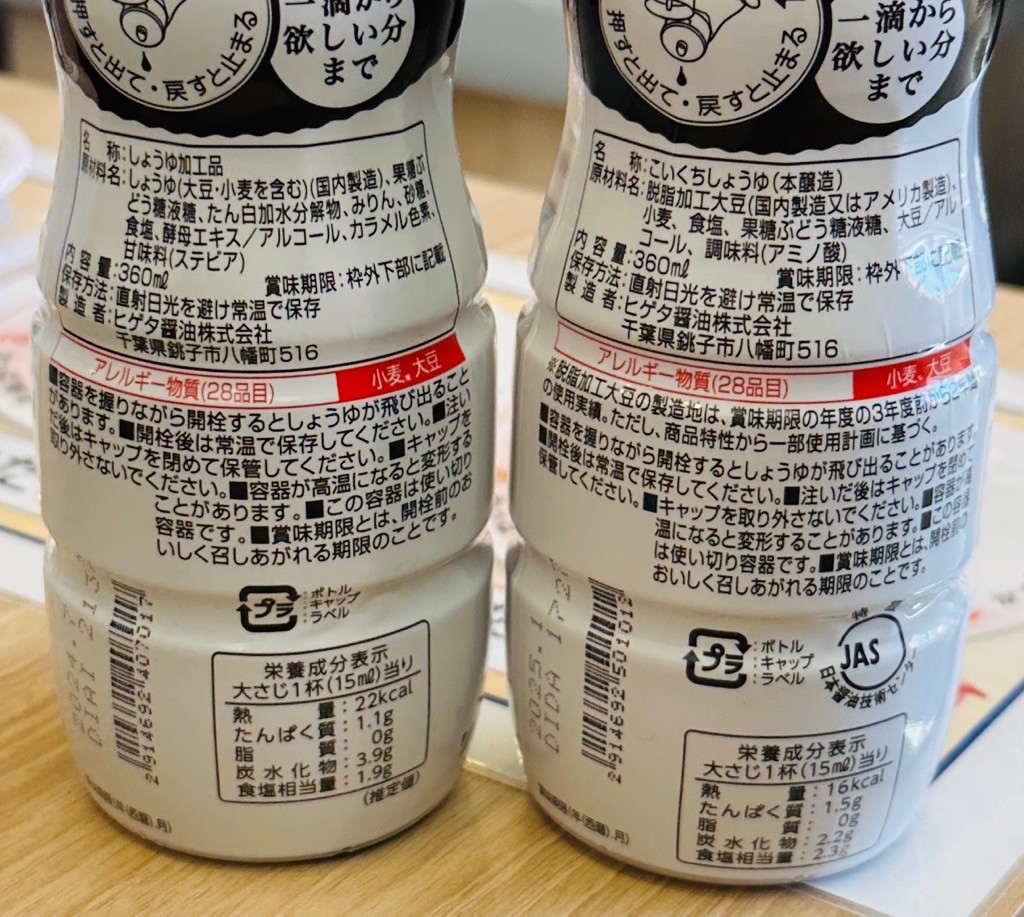 押すと出て・戻すと止まる
一滴
欲しい
まで
名 称：しょうゆ加工品
原材料名：しょうゆ(大豆・小麦を含む)(国内製造)、果糖ぶ
どう糖液糖、たん白加水分解物、みりん、砂糖、
食塩、酵母エキス／アルコール、カラメル色素、
甘味料(ステビア)
内 容 量：360㎖ 賞味期限：枠外下部に記載
保存方法：直射日光を避け常温で保存
製 造 者：ヒゲタ醤油株式会社
千葉県銚子市八幡町516
アレルギー物質(28品目) 小麦、大豆
■容器を握りながら開栓するとしょうゆが飛び出ること
があります。■開栓後は常温で保存してください。■注い
だ後はキャップを閉めて保管してください。■キャップを
取り外さないでください。■容器が高温になると変形する
ことがあります。■この容器は使い切り
容器です。■賞味期限とは、開栓前のお
いしく召しあがれる期限のことです。
プラ
：ボトル
キャップ
ラベル
栄養成分表示
大さじ1杯(15㎖)当り
熱 量：22kcal
たんぱく質：1.1g
脂 質：0g
炭水化物：3.9g
食塩相当量：1.9g
(推定値)
押すと出て・戻すと止まる
一滴から
欲しい分
まで
名 称：こいくちしょうゆ(本醸造)
原材料名：脱脂加工大豆(国内製造又はアメリカ製造)、
小麦、食塩、果糖ぶどう糖液糖、大豆／アル
コール、調味料(アミノ酸)
内 容 量：360㎖ 賞味期限：枠外下部に記載
保存方法：直射日光を避け常温で保存
製 造 者：ヒゲタ醤油株式会社
千葉県銚子市八幡町516
アレルギー物質(28品目) 小麦、大豆
※脱脂加工大豆の製造地は、賞味期限の年度の3年度前から2年間
の使用実績。ただし、商品特性から一部使用計画に基づく。
■容器を握りながら開栓するとしょうゆが飛び出ることがあります。
■開栓後は常温で保存してください。■注いだ後はキャップを閉めて
保管してください。■キャップを取り外さないでください。■容器が高
温になると変形することがあります。■この容器
は使い切り容器です。■賞味期限とは、開栓前の
おいしく召しあがれる期限のことです。
プラ
：ボトル
：キャップ
：ラベル
JAS
日本醤油技術センター
栄養成分表示
大さじ1杯(15㎖)当り
熱 量：16kcal
たんぱく質：1.5g
脂 質：0g
炭水化物：2.2g
食塩相当量：2.3g